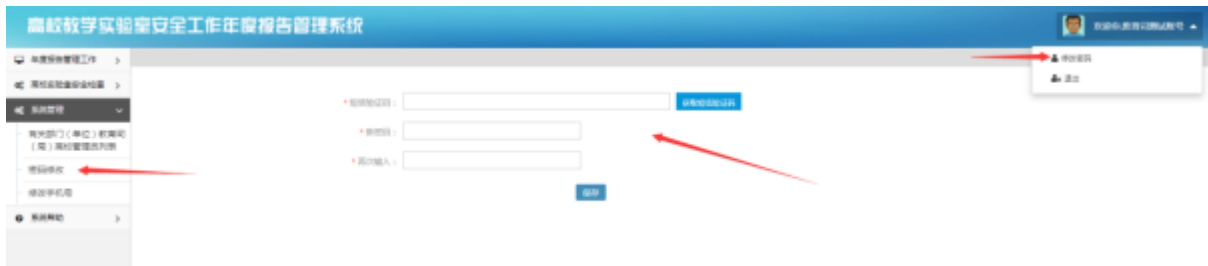 高校教学实验室安全工作年度报告管理系统
欢迎你,教育司测试账号
修改密码
退出
年度报告管理工作
高校实验室安全检查
系统管理
有关部门（单位）教育司
（局）高校管理员列表
密码修改
修改手机号
系统帮助
* 短信验证码：
获取短信验证码
* 新密码：
* 再次输入：
保存